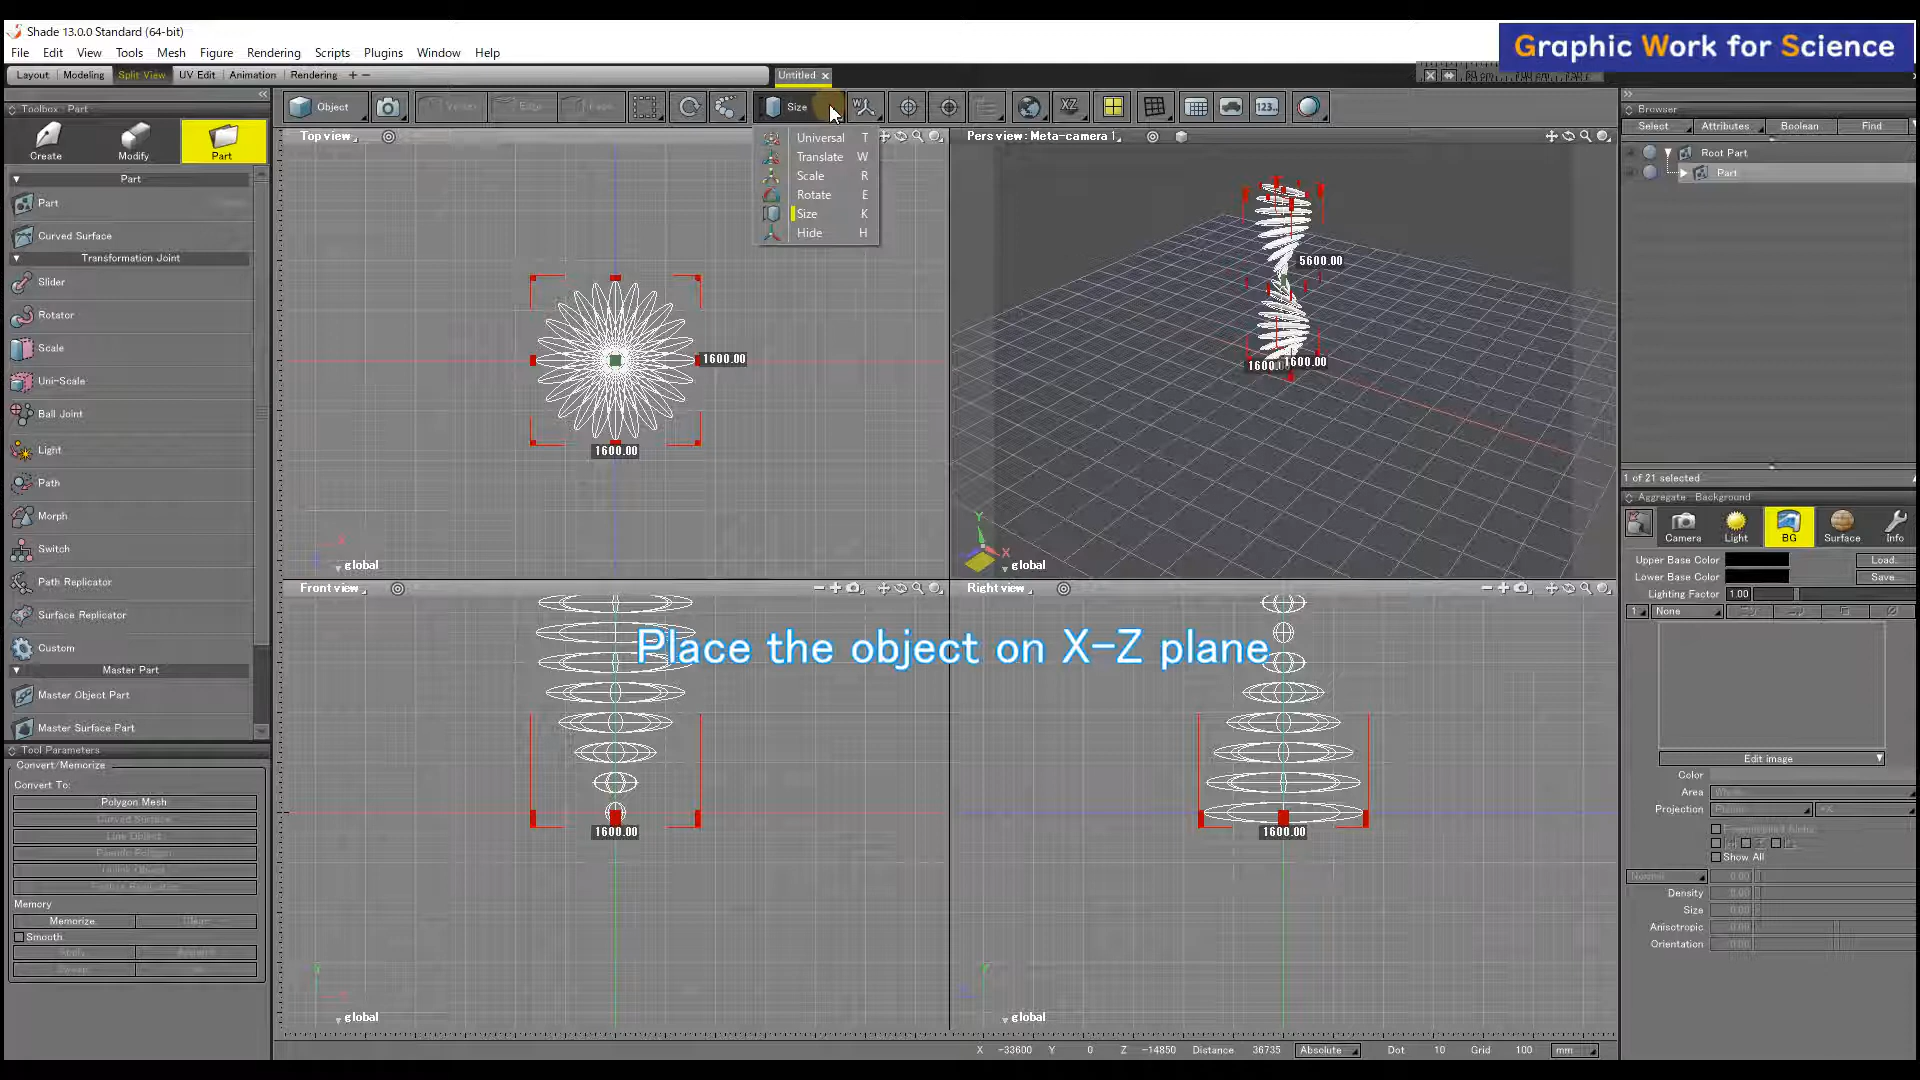 Shade 13.0.0 Standard (64-bit)
Graphic Work for Science
File Edit View Tools Mesh Figure Rendering Scripts Plugins Window Help
Layout Modeling Split View UV Edit Animation Rendering + −
Untitled x
Toolbox: Part
Object
Size
Browser
Select Attributes Boolean Find
Create Modify Part
Top view
Pers view: Meta-camera 1
Universal T
Translate W
Scale R
Rotate E
Size K
Hide H
XZ
123..
Root Part
Part
Part
Part
Curved Surface
Transformation Joint
Slider
Rotator
Scale
Uni-Scale
Ball Joint
Light
Path
Morph
Switch
Path Replicator
Surface Replicator
Custom
Master Part
Master Object Part
Master Surface Part
1600.00
1600.00
5600.00
1600.00
global
Y
X
global
Front view
Right view
Place the object on X-Z plane
1600.00
1600.00
global
global
1 of 21 selected
Aggregate: Background
Camera Light BG Surface Info
Upper Base Color Load...
Lower Base Color Save...
Lighting Factor 1.00
1 None
Edit image
Color
Area
Projection
Show All
Density
Size
Anisotropic
Orientation
Tool Parameters
Convert/Memorize
Convert To:
Polygon Mesh
Memory
Memorize
Smooth
X -33600 Y 0 Z -14850 Distance 36735 Absolute Dot 10 Grid 100 mm